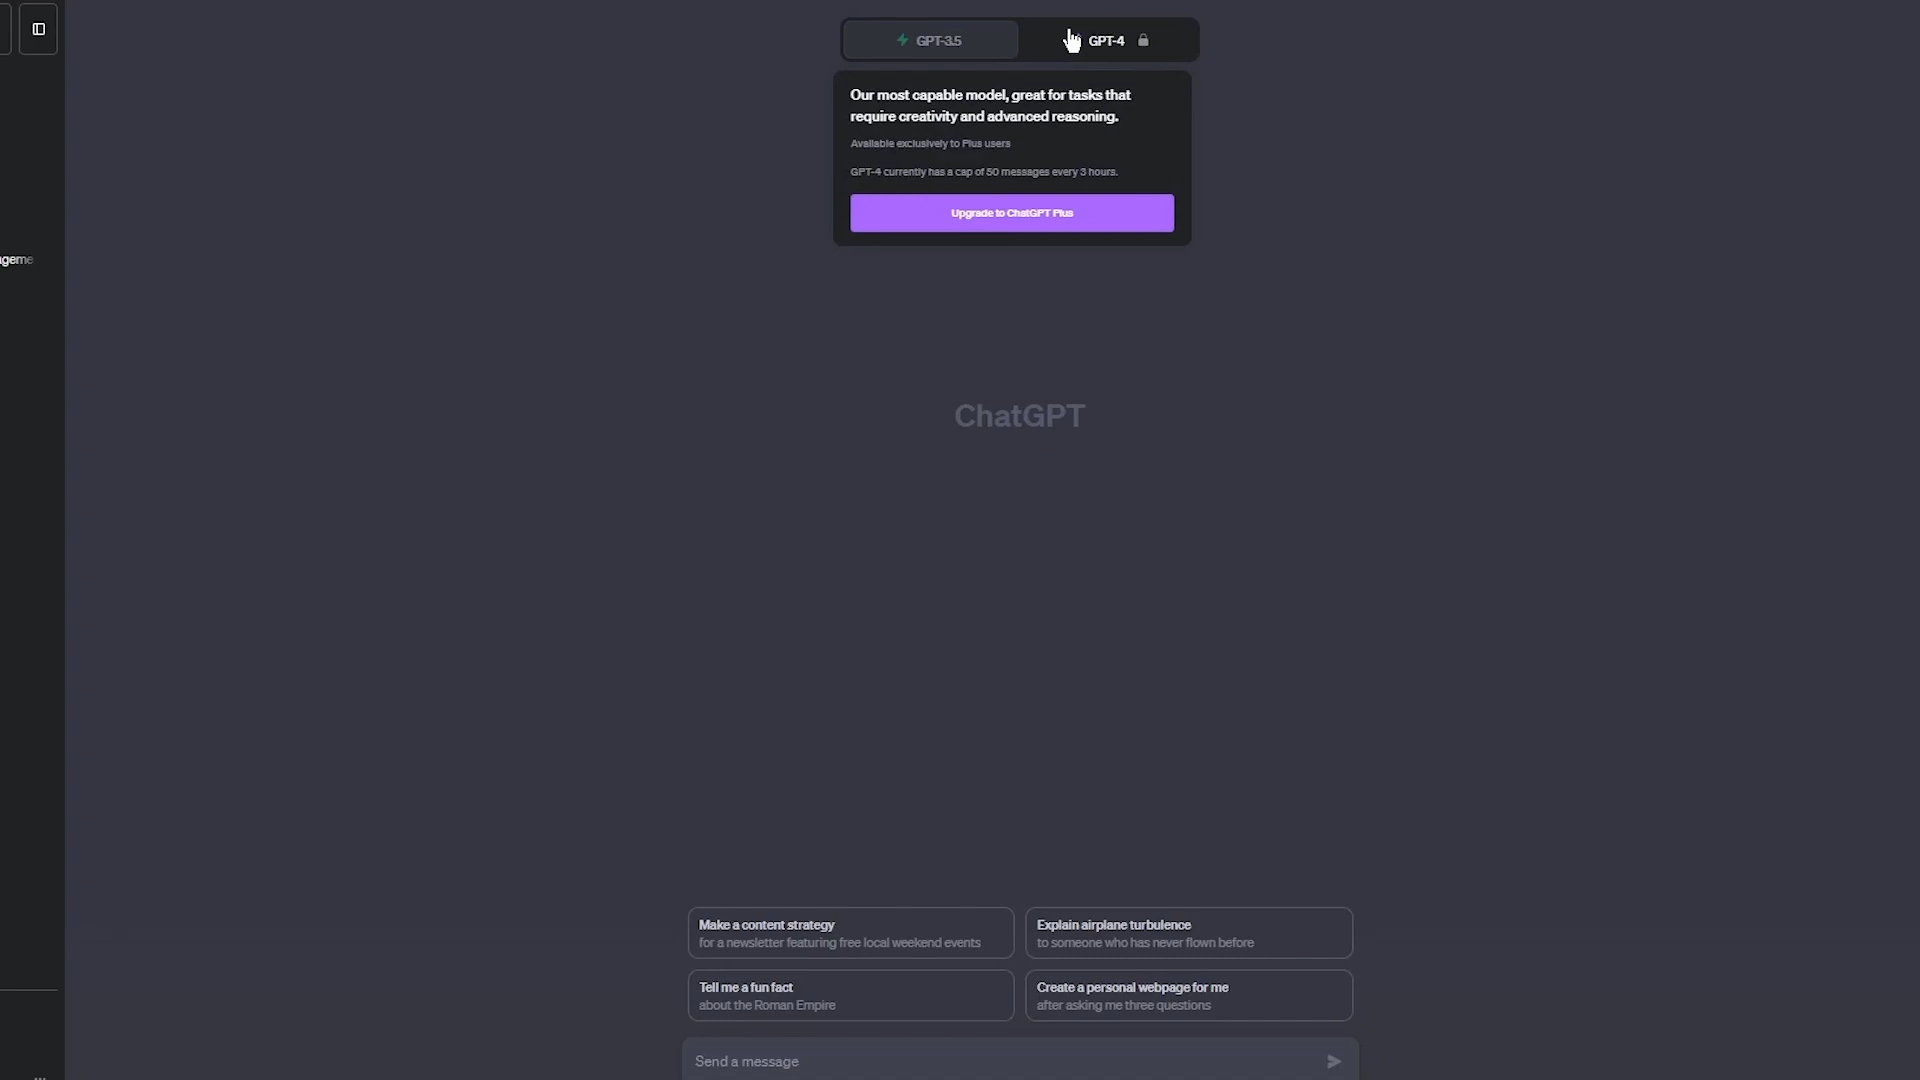 GPT-3.5
GPT-4
Our most capable model, great for tasks that
require creativity and advanced reasoning.
Available exclusively to Plus users
GPT-4 currently has a cap of 50 messages every 3 hours.
Upgrade to ChatGPT Plus
ageme
ChatGPT
Make a content strategy
for a newsletter featuring free local weekend events
Explain airplane turbulence
to someone who has never flown before
Tell me a fun fact
about the Roman Empire
Create a personal webpage for me
after asking me three questions
Send a message